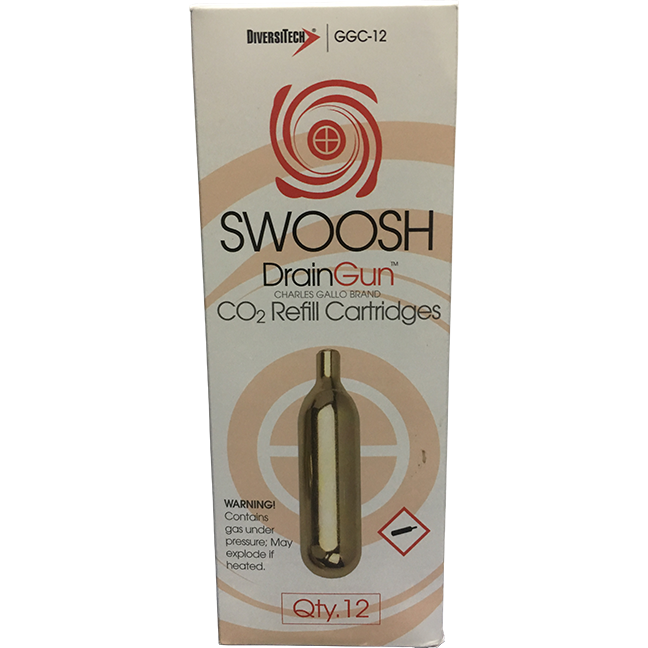 DIVERSITECH® | GGC-12
SWOOSH
DrainGun™
CHARLES GALLO BRAND
CO₂ Refill Cartridges
WARNING!
Contains
gas under
pressure; May
explode if
heated.
Qty.12